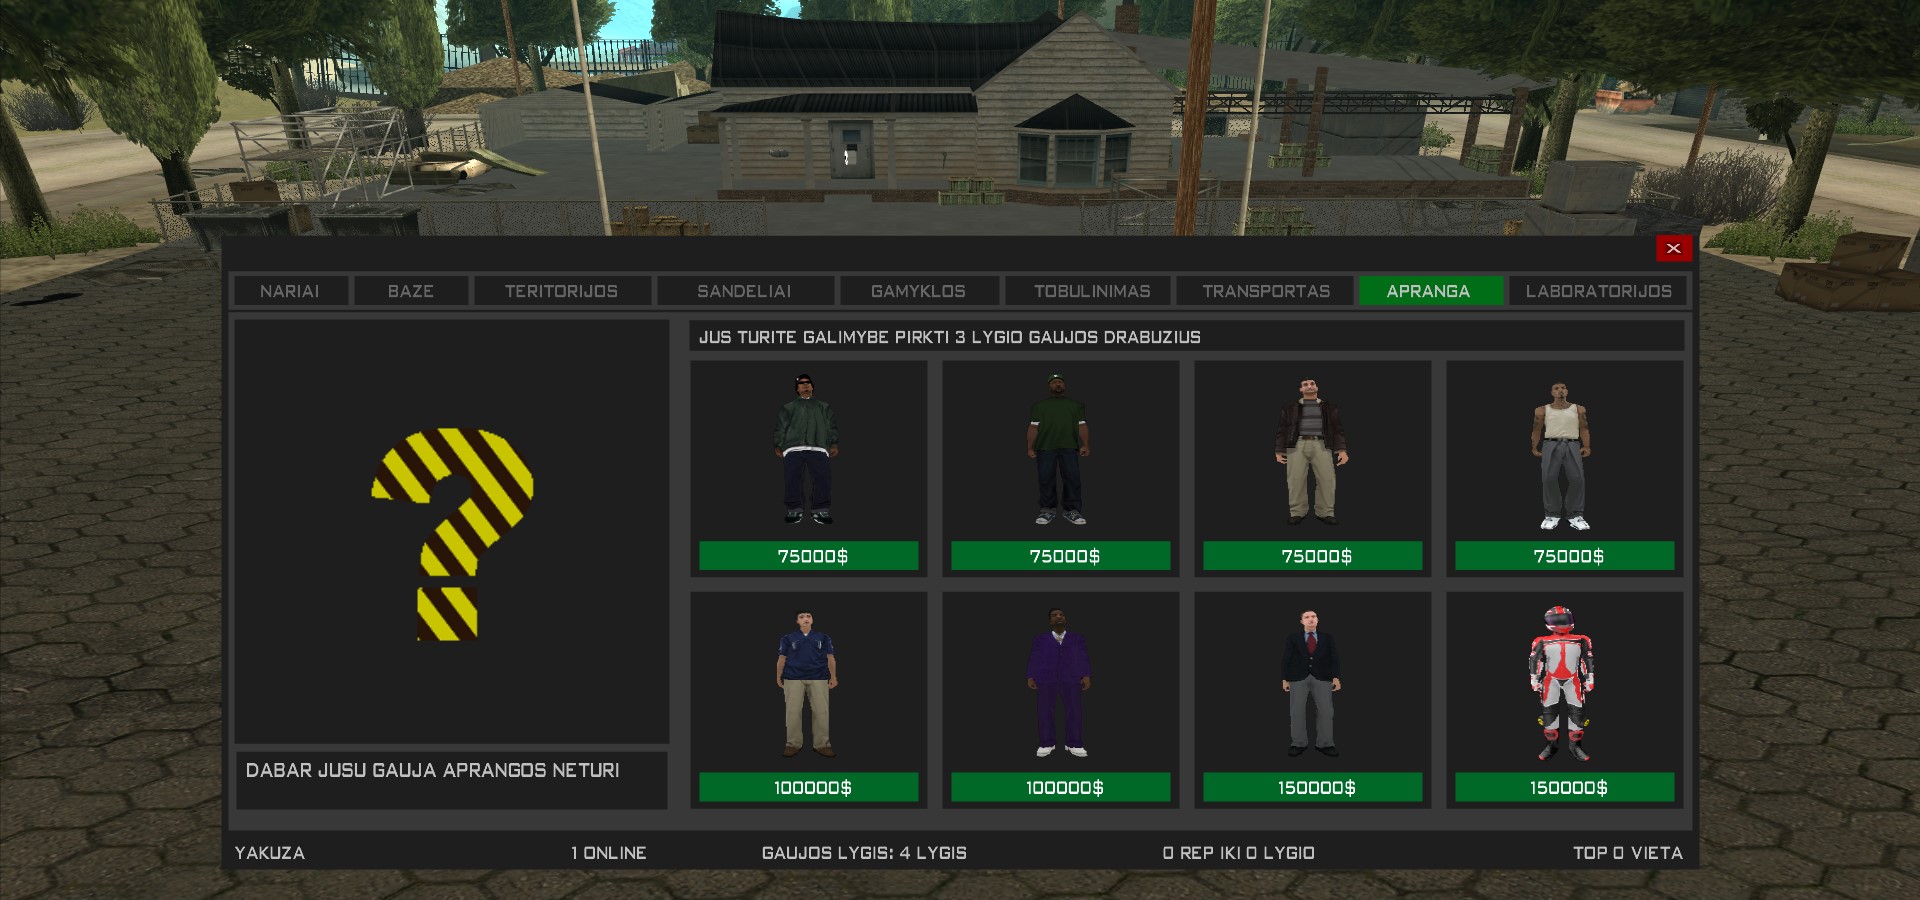 X
NARIAI BAZE TERITORIJOS SANDELIAI GAMYKLOS TOBULINIMAS TRANSPORTAS APRANGA LABORATORIJOS
JUS TURITE GALIMYBE PIRKTI 3 LYGIO GAUJOS DRABUZIUS
?
75000$ 75000$ 75000$ 75000$
100000$ 100000$ 150000$ 150000$
DABAR JUSU GAUJA APRANGOS NETURI
YAKUZA 1 ONLINE GAUJOS LYGIS: 4 LYGIS 0 REP IKI 0 LYGIO TOP 0 VIETA